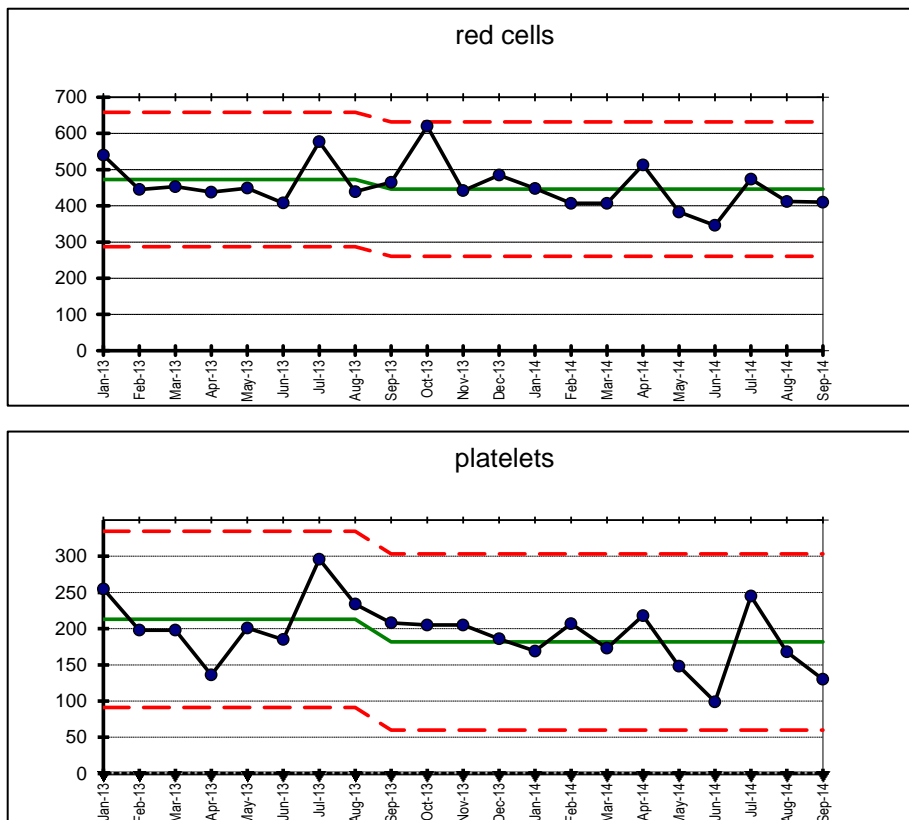 red cells
700
600
500
400
300
200
100
0
Jan-13
Feb-13
Mar-13
Apr-13
May-13
Jun-13
Jul-13
Aug-13
Sep-13
Oct-13
Nov-13
Dec-13
Jan-14
Feb-14
Mar-14
Apr-14
May-14
Jun-14
Jul-14
Aug-14
Sep-14
platelets
300
250
200
150
100
50
0
Jan-13
Feb-13
Mar-13
Apr-13
May-13
Jun-13
Jul-13
Aug-13
Sep-13
Oct-13
Nov-13
Dec-13
Jan-14
Feb-14
Mar-14
Apr-14
May-14
Jun-14
Jul-14
Aug-14
Sep-14